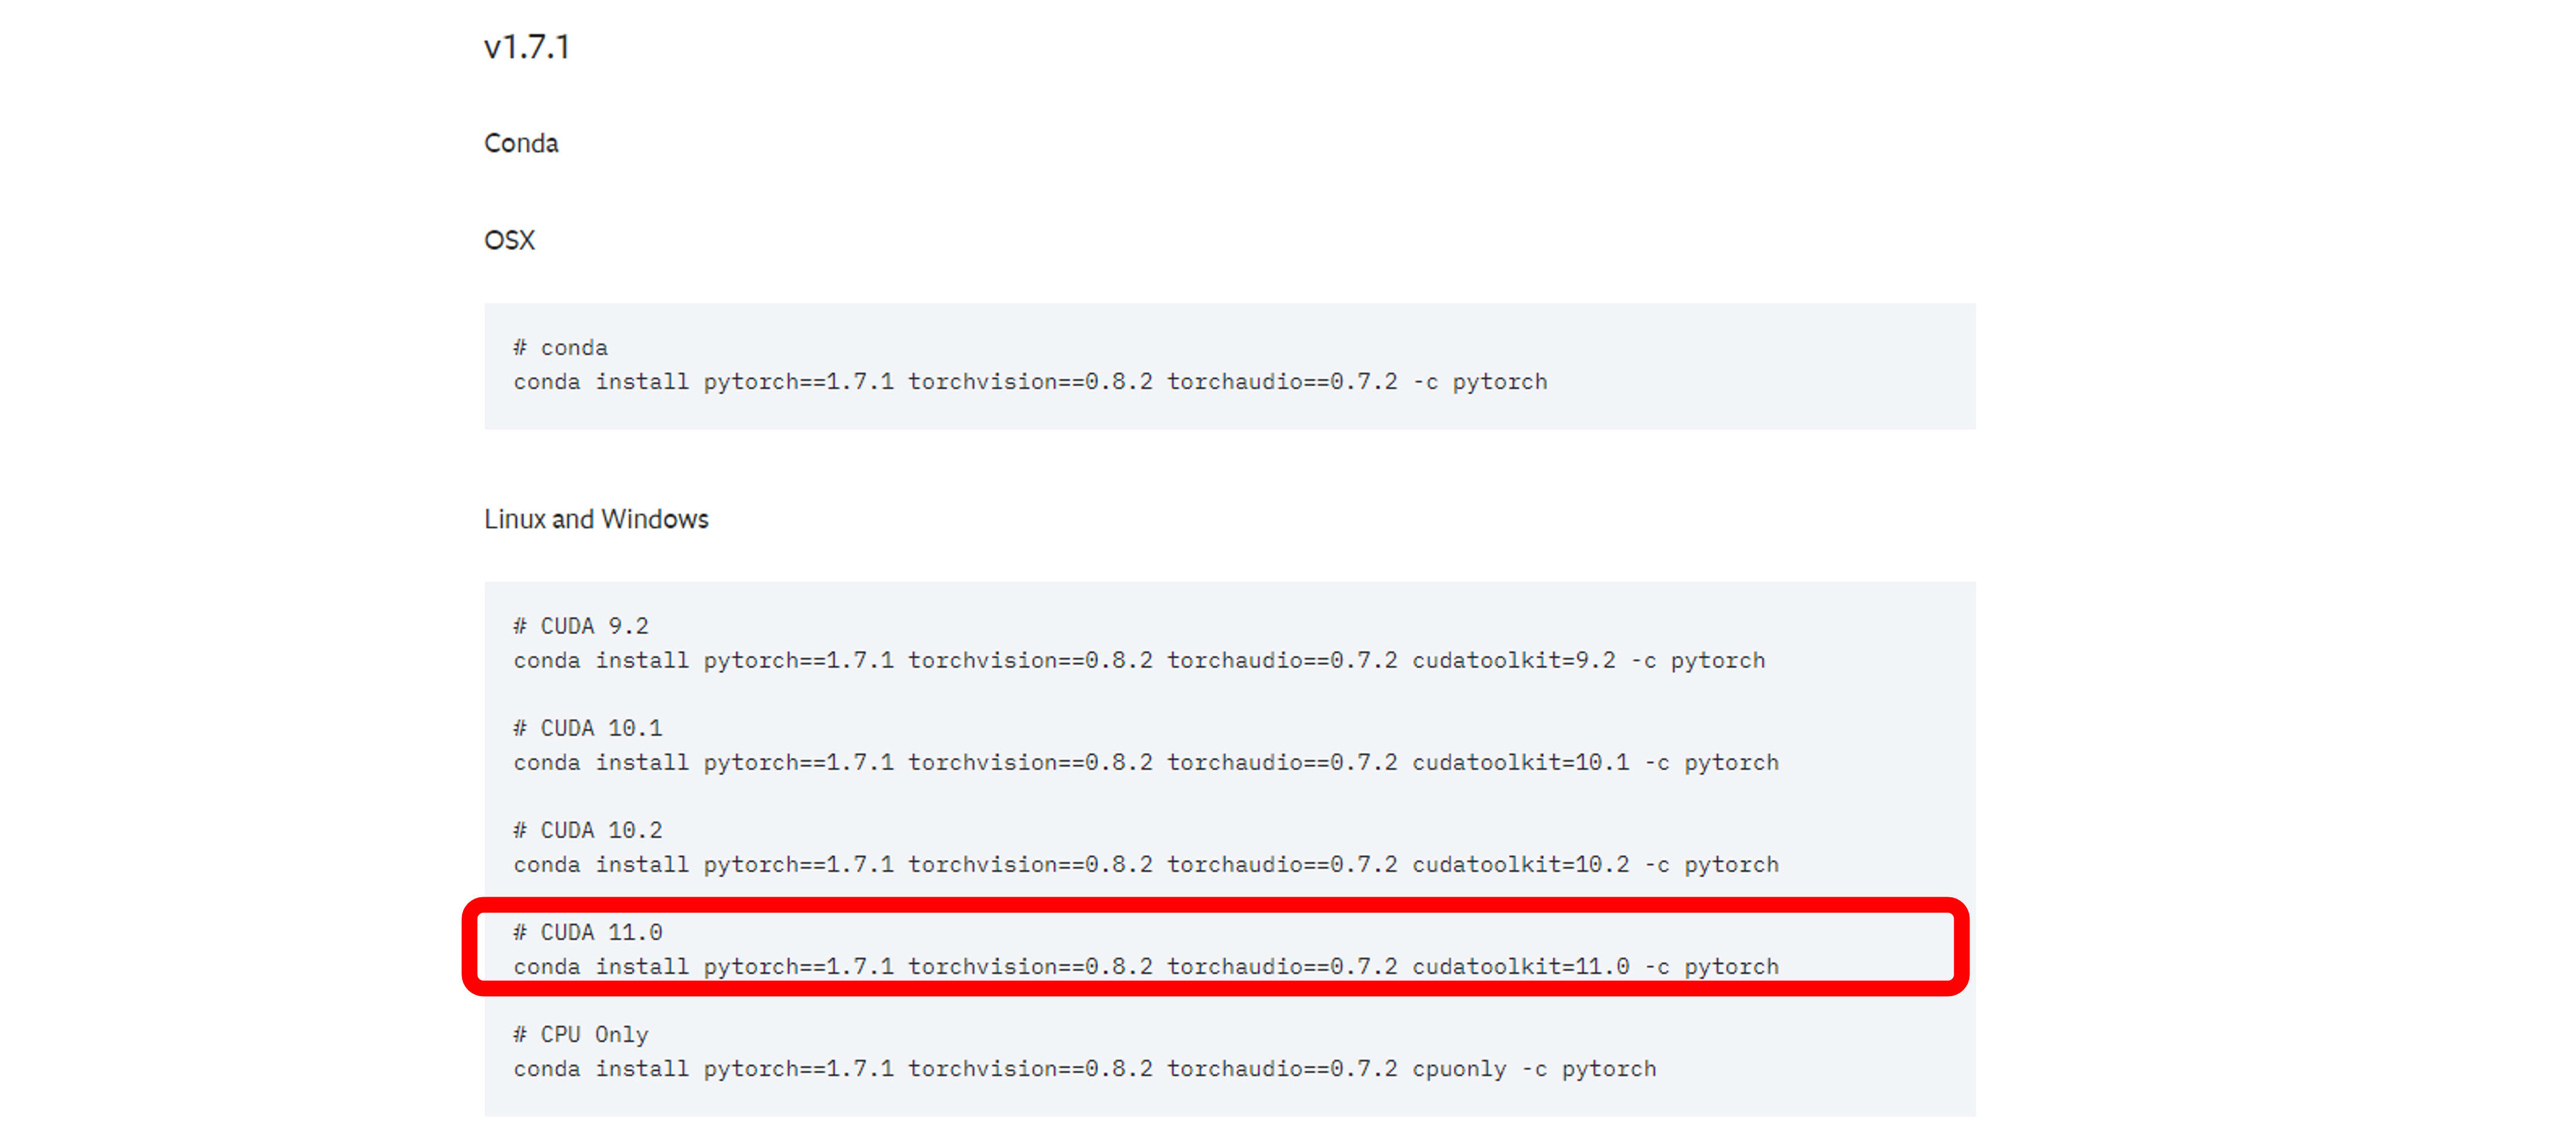 v1.7.1
Conda
OSX
# conda
conda install pytorch==1.7.1 torchvision==0.8.2 torchaudio==0.7.2 -c pytorch
Linux and Windows
# CUDA 9.2
conda install pytorch==1.7.1 torchvision==0.8.2 torchaudio==0.7.2 cudatoolkit=9.2 -c pytorch
# CUDA 10.1
conda install pytorch==1.7.1 torchvision==0.8.2 torchaudio==0.7.2 cudatoolkit=10.1 -c pytorch
# CUDA 10.2
conda install pytorch==1.7.1 torchvision==0.8.2 torchaudio==0.7.2 cudatoolkit=10.2 -c pytorch
# CUDA 11.0
conda install pytorch==1.7.1 torchvision==0.8.2 torchaudio==0.7.2 cudatoolkit=11.0 -c pytorch
# CPU Only
conda install pytorch==1.7.1 torchvision==0.8.2 torchaudio==0.7.2 cpuonly -c pytorch